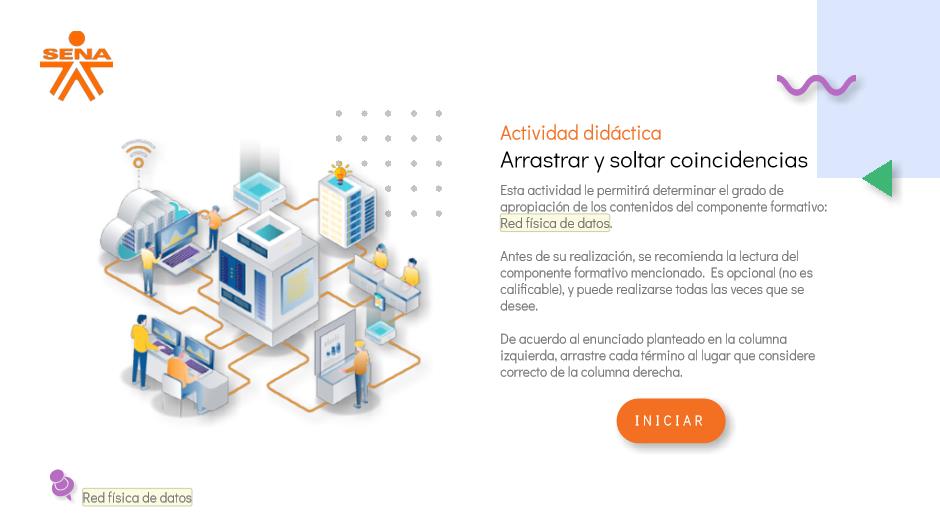 SENA
Actividad didáctica
Arrastrar y soltar coincidencias
Esta actividad le permitirá determinar el grado de
apropiación de los contenidos del componente formativo:
Red física de datos.
Antes de su realización, se recomienda la lectura del
componente formativo mencionado. Es opcional (no es
calificable), y puede realizarse todas las veces que se
desee.
De acuerdo al enunciado planteado en la columna
izquierda, arrastre cada término al lugar que considere
correcto de la columna derecha.
INICIAR
Red física de datos